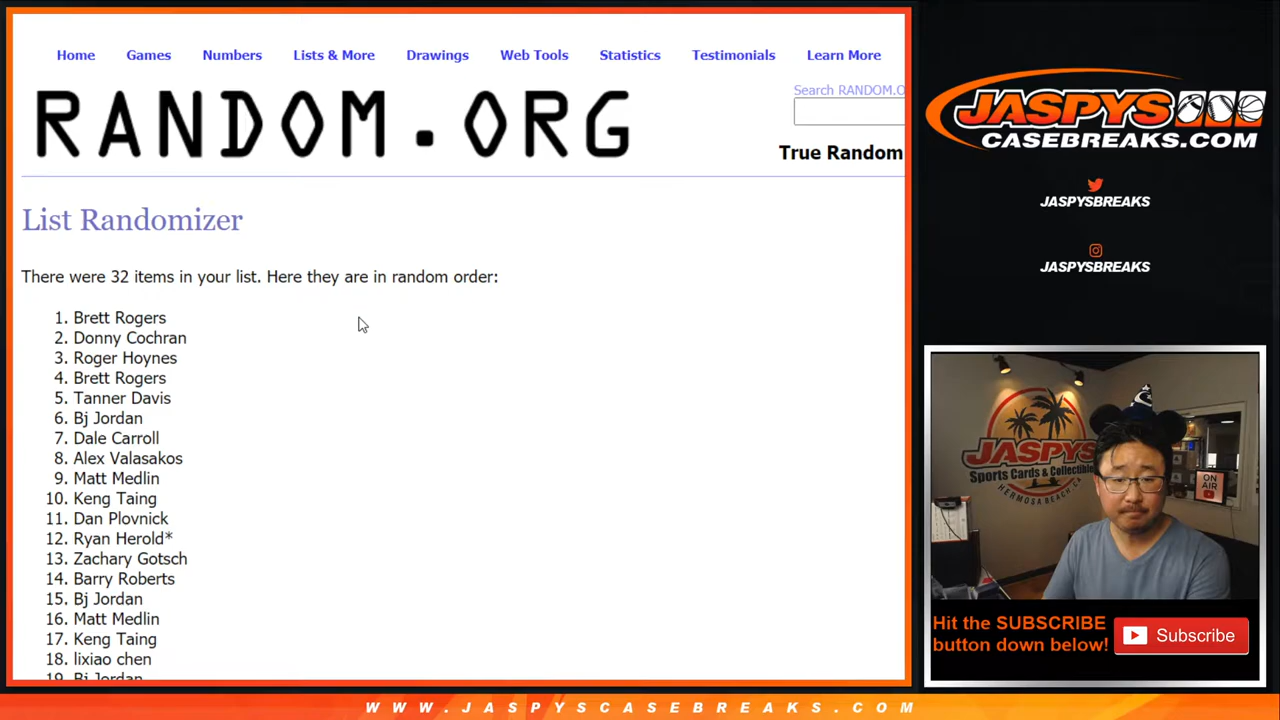 Home Games Numbers Lists & More Drawings Web Tools Statistics Testimonials Learn More
Search RANDOM.O
RANDOM.ORG
True Random
List Randomizer
There were 32 items in your list. Here they are in random order:
1. Brett Rogers
2. Donny Cochran
3. Roger Hoynes
4. Brett Rogers
5. Tanner Davis
6. Bj Jordan
7. Dale Carroll
8. Alex Valasakos
9. Matt Medlin
10. Keng Taing
11. Dan Plovnick
12. Ryan Herold*
13. Zachary Gotsch
14. Barry Roberts
15. Bj Jordan
16. Matt Medlin
17. Keng Taing
18. lixiao chen
19. Bj Jordan
JASPYS
CASEBREAKS.COM
JASPYSBREAKS
JASPYSBREAKS
JASPYS
Sports Cards & Collectibles
HERMOSA BEACH, CA
ON
AIR
Hit the SUBSCRIBE
button down below!
Subscribe
WWW.JASPYSCASEBREAKS.COM